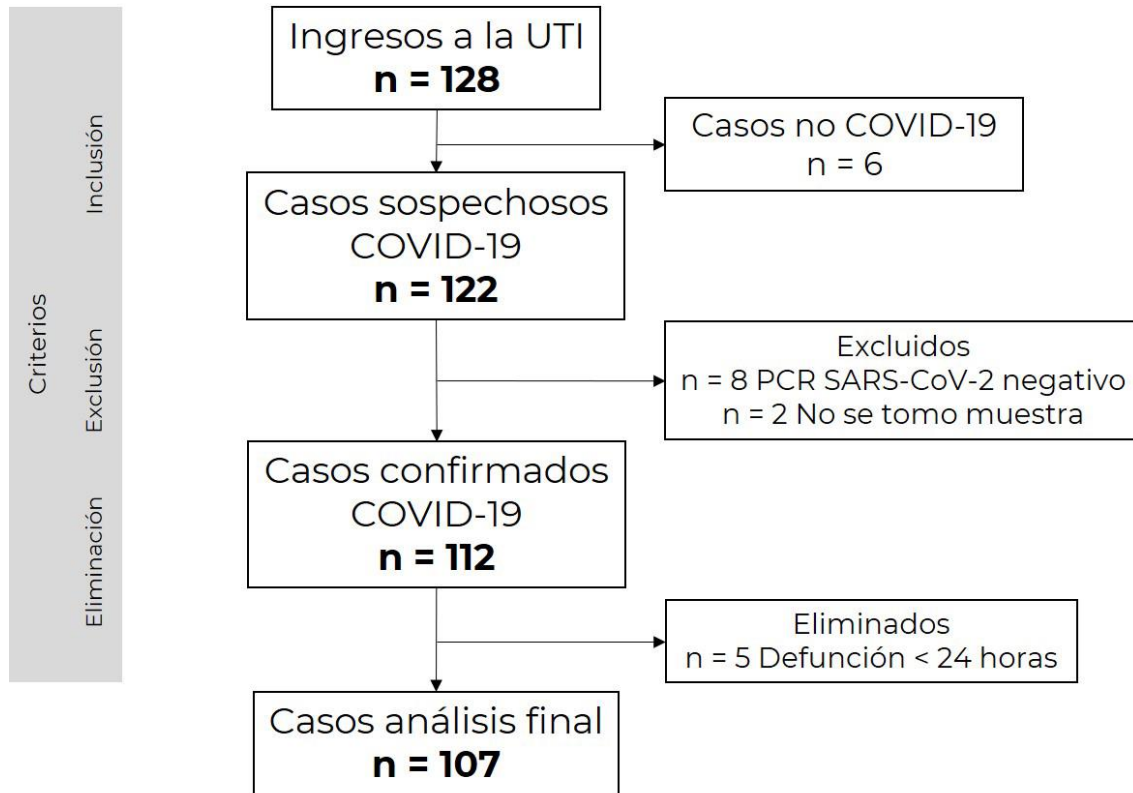 Criterios
Inclusión
Exclusión
Eliminación
Ingresos a la UTI
n = 128
Casos no COVID-19
n = 6
Casos sospechosos
COVID-19
n = 122
Excluidos
n = 8 PCR SARS-CoV-2 negativo
n = 2 No se tomo muestra
Casos confirmados
COVID-19
n = 112
Eliminados
n = 5 Defunción < 24 horas
Casos análisis final
n = 107